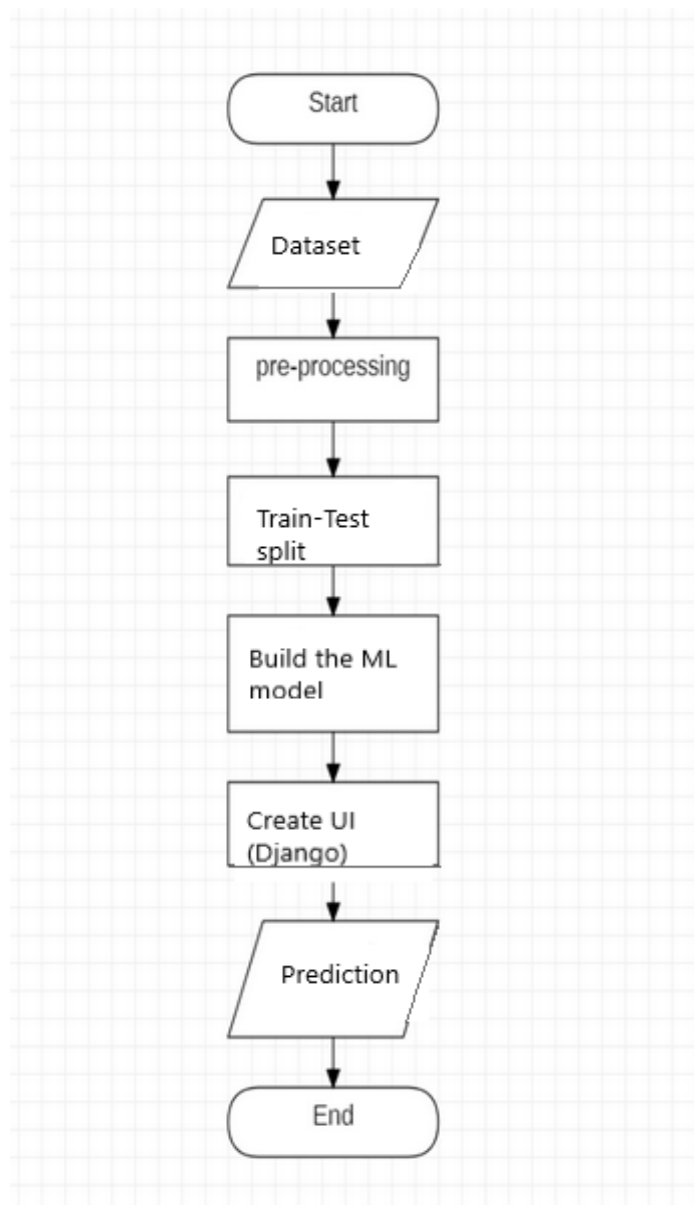 Start
Dataset
pre-processing
Train-Test
split
Build the ML
model
Create UI
(Django)
Prediction
End